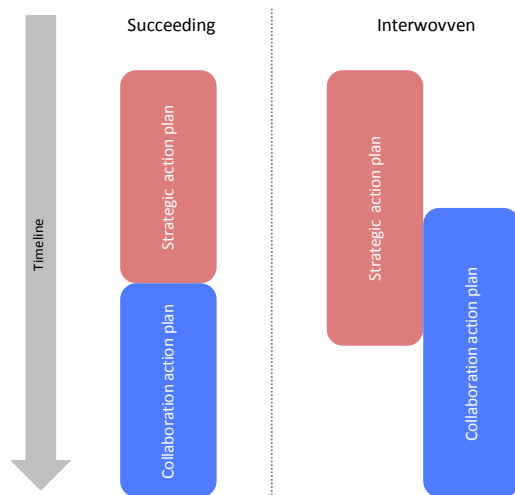 Succeeding
Interwovven
Timeline
Strategic action plan
Collaboration action plan
Strategic action plan
Collaboration action plan